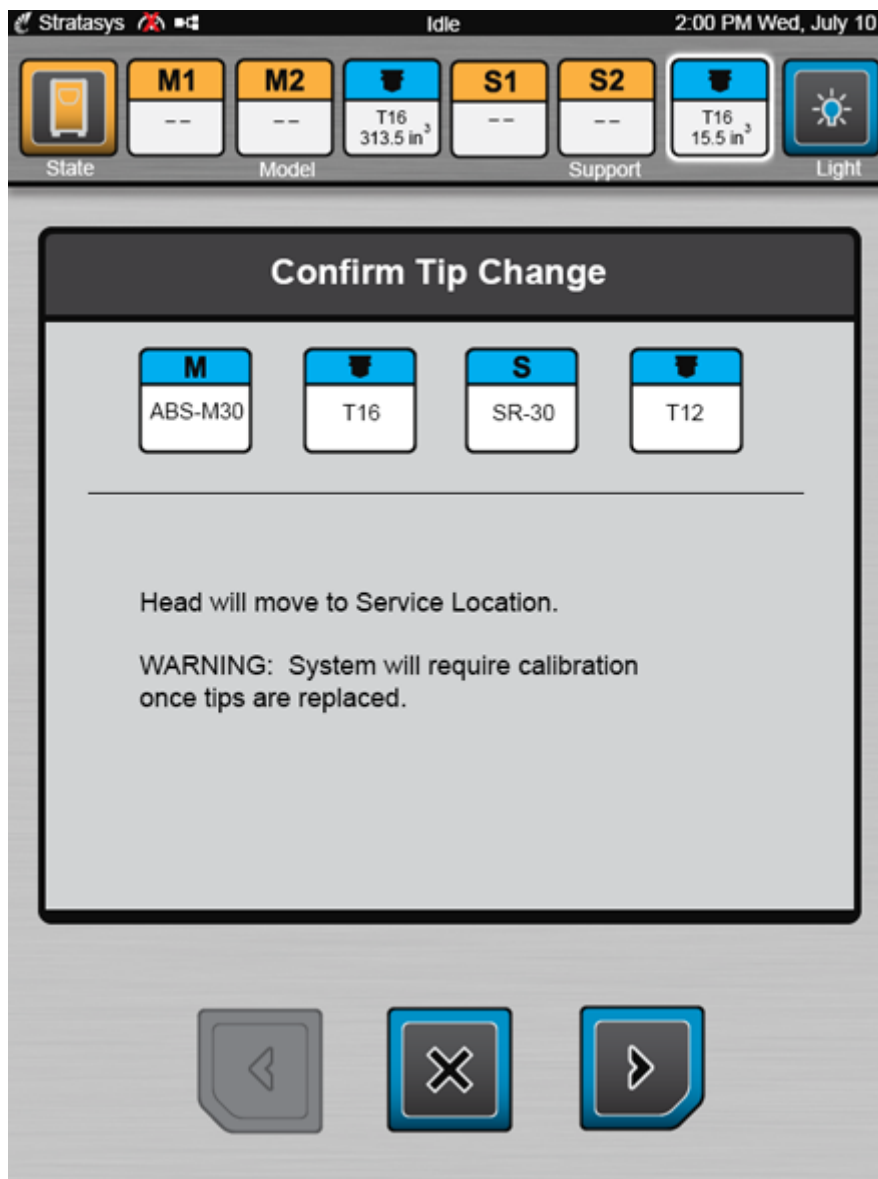 Stratasys Idle 2:00 PM Wed, July 10
M1 M2 S1 S2
-- -- T16 -- -- T16
313.5 in³ 15.5 in³
State Model Support Light
Confirm Tip Change
M S
ABS-M30 T16 SR-30 T12
Head will move to Service Location.
WARNING: System will require calibration
once tips are replaced.